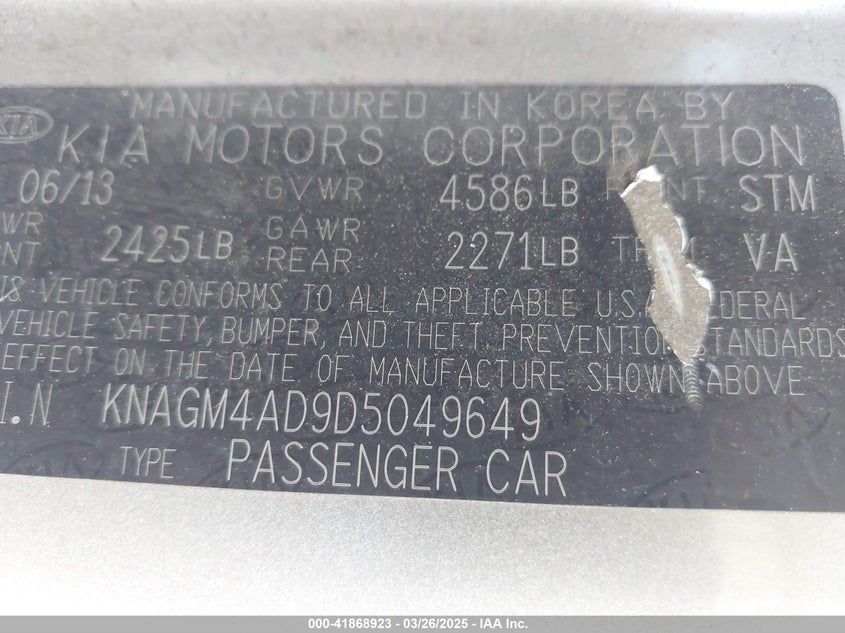 MANUFACTURED IN KOREA BY
KIA KIA MOTORS CORPORATION
06/13 GVWR 4586LB STM
2425LB GAWR REAR 2271LB VA
VEHICLE CONFORMS TO ALL APPLICABLE U.S.A
VEHICLE SAFETY, BUMPER, AND THEFT PREVENTION STANDARDS
EFFECT ON THE DATE OF MANUFACTURE SHOWN ABOVE
I.N KNAGM4AD9D5049649
TYPE PASSENGER CAR
000-41868923 // 03/26/2025 - IAA Inc.